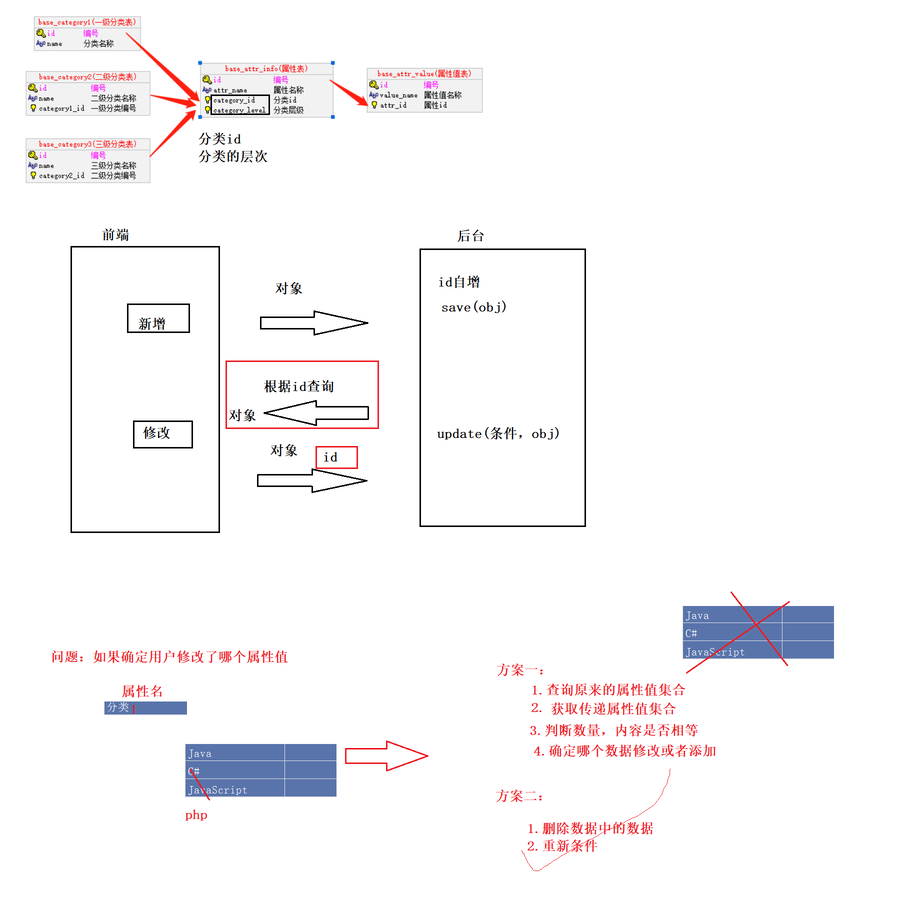 base_category1(一级分类表)
id 编号
name 分类名称
base_category2(二级分类表)
id 编号
name 二级分类名称
category1_id 一级分类编号
base_category3(三级分类表)
id 编号
name 三级分类名称
category2_id 二级分类编号
base_attr_info(属性表)
id 编号
attr_name 属性名称
category_id 分类id
category_level 分类层级
base_attr_value(属性值表)
id 编号
value_name 属性值名称
attr_id 属性id
分类id
分类的层次
前端
后台
新增
对象
id自增
save(obj)
根据id查询
对象
修改
update(条件，obj)
对象
id
问题：如果确定用户修改了哪个属性值
属性名
分类1
Java
C#
JavaScript
php
Java
C#
JavaScript
方案一：
1. 查询原来的属性值集合
2. 获取传递属性值集合
3. 判断数量，内容是否相等
4. 确定哪个数据修改或者添加
方案二：
1. 删除数据中的数据
2. 重新条件